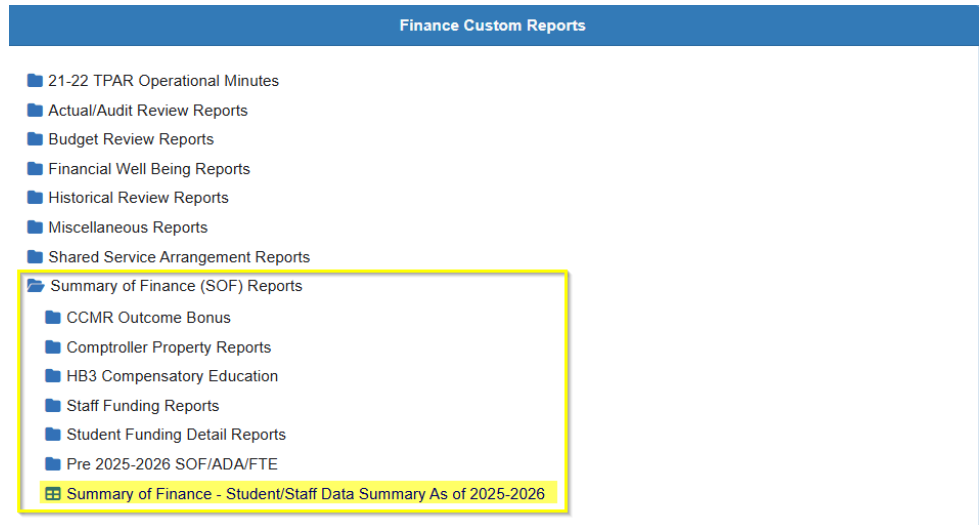 Finance Custom Reports
21-22 TPAR Operational Minutes
Actual/Audit Review Reports
Budget Review Reports
Financial Well Being Reports
Historical Review Reports
Miscellaneous Reports
Shared Service Arrangement Reports
Summary of Finance (SOF) Reports
CCMR Outcome Bonus
Comptroller Property Reports
HB3 Compensatory Education
Staff Funding Reports
Student Funding Detail Reports
Pre 2025-2026 SOF/ADA/FTE
Summary of Finance - Student/Staff Data Summary As of 2025-2026